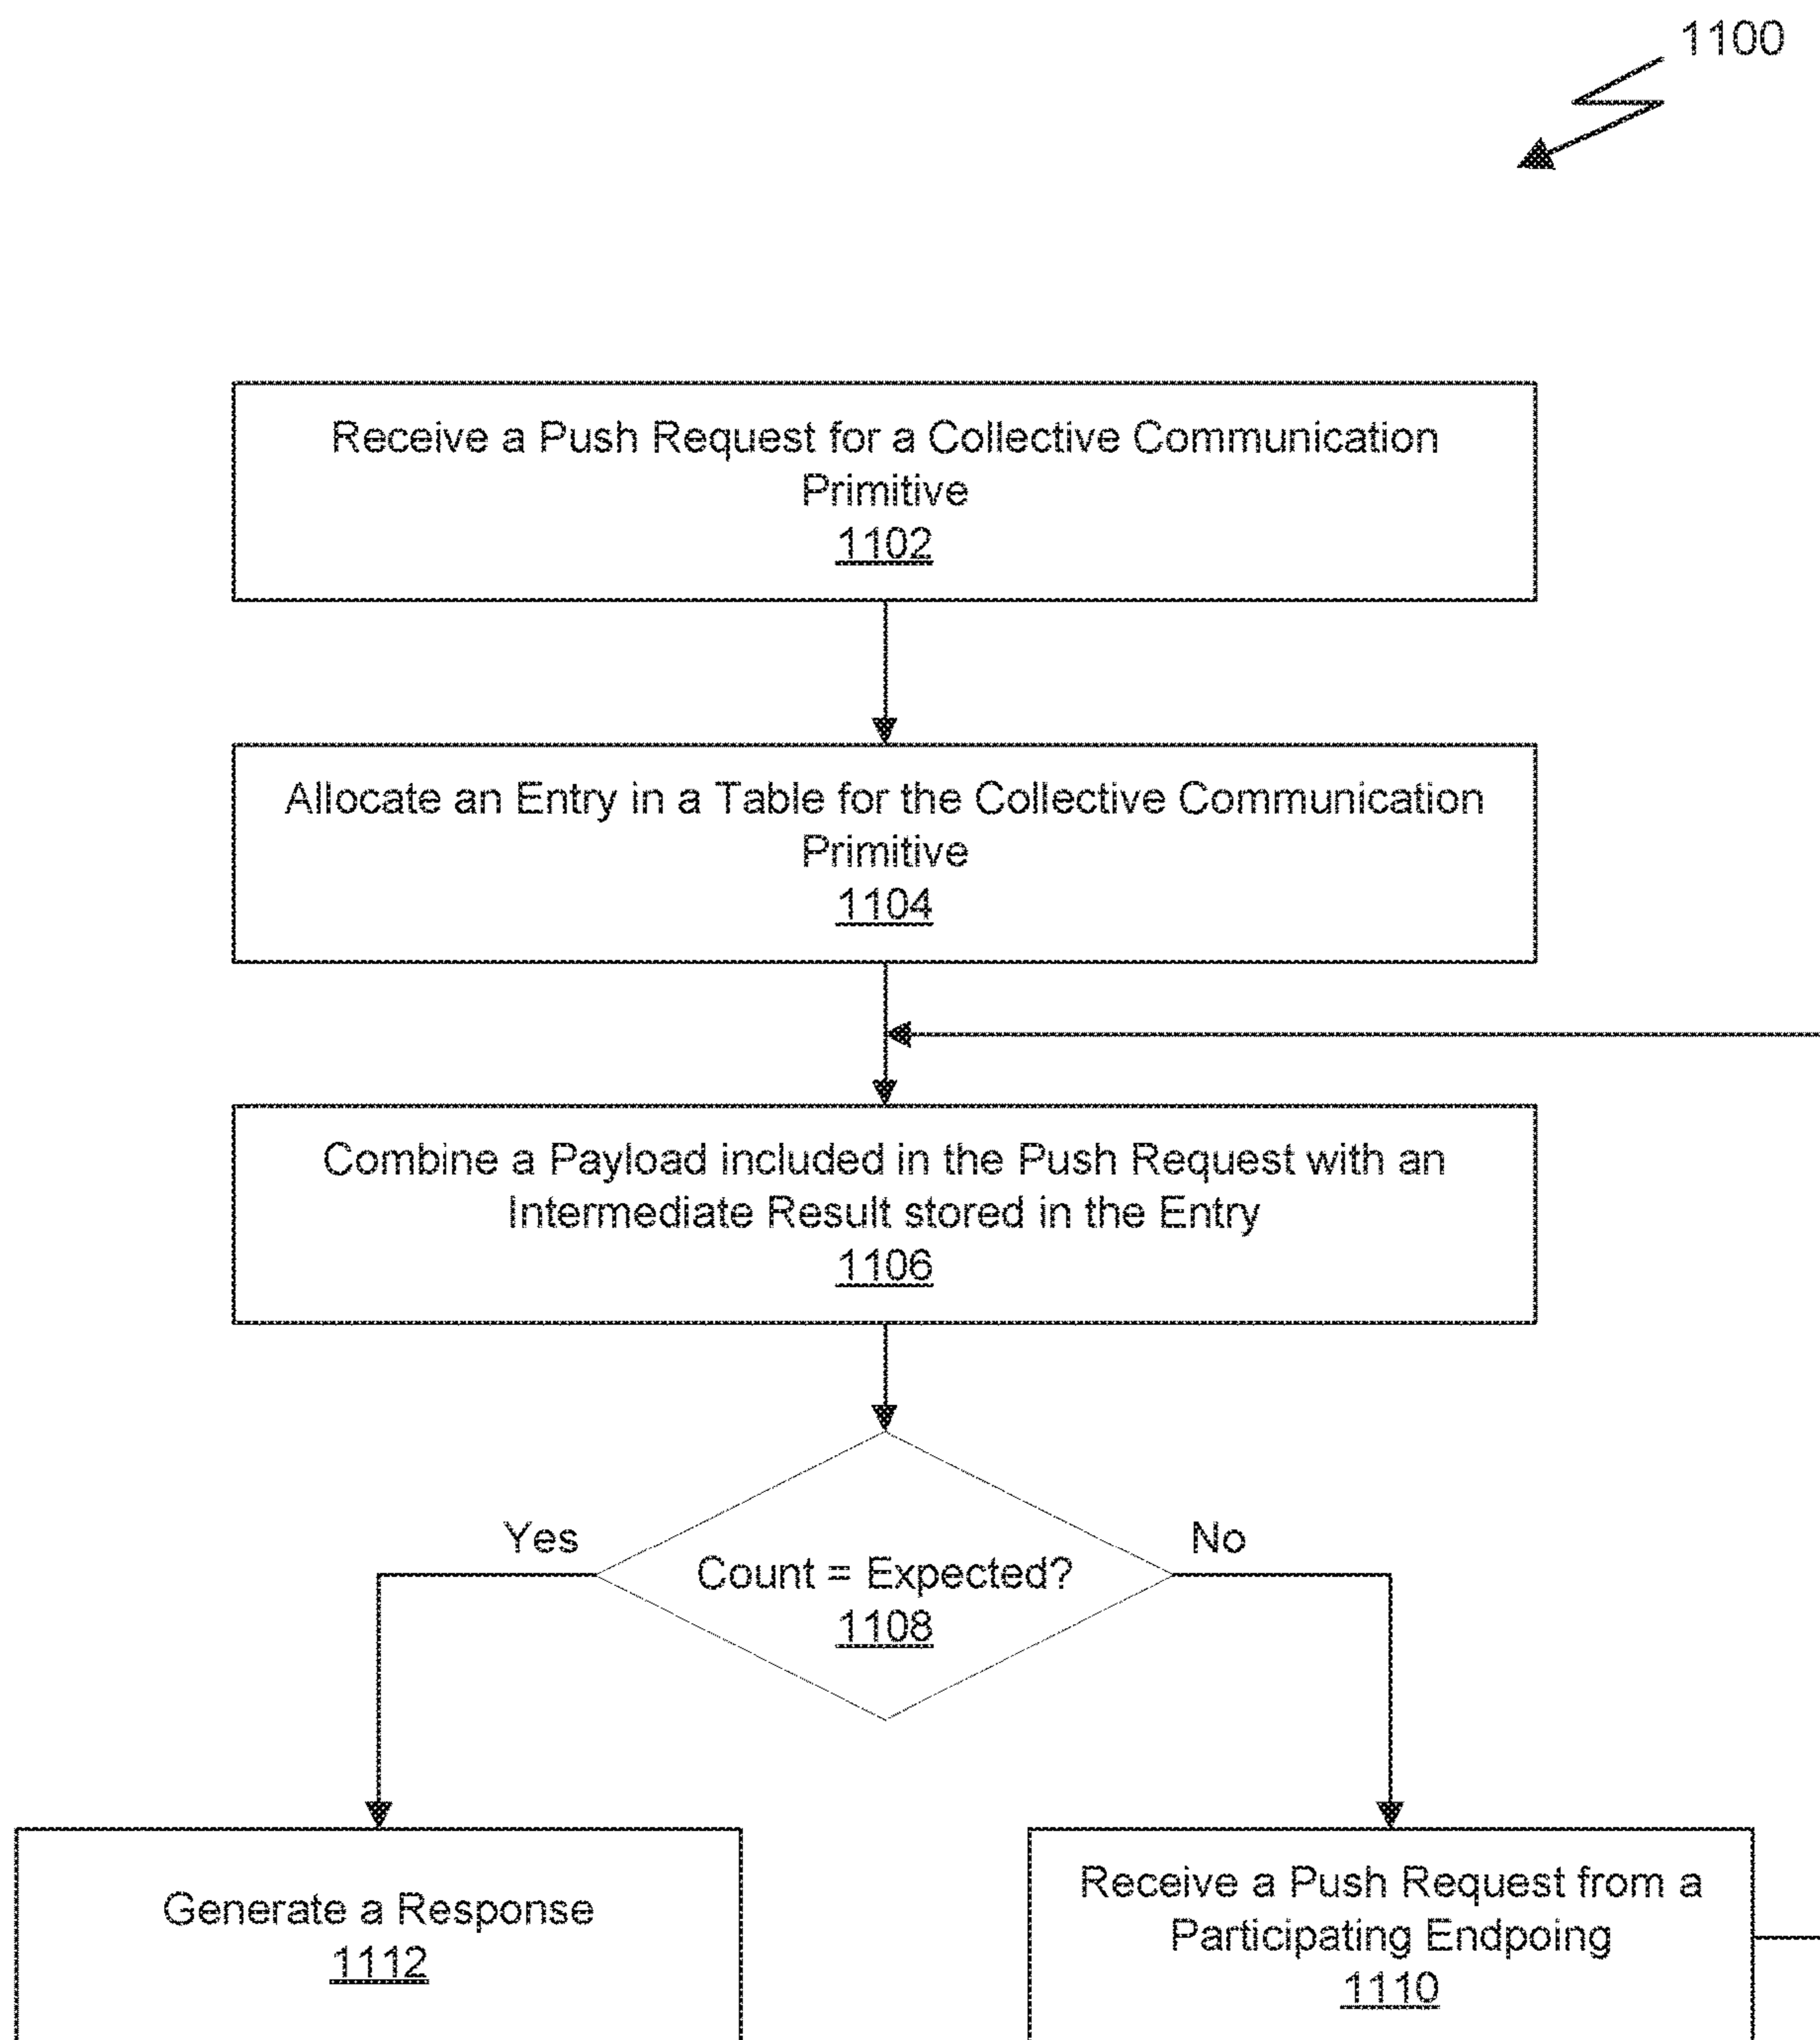 1100
Receive a Push Request for a Collective Communication
Primitive
1102
Allocate an Entry in a Table for the Collective Communication
Primitive
1104
Combine a Payload included in the Push Request with an
Intermediate Result stored in the Entry
1106
Yes
No
Count = Expected?
1108
Generate a Response
1112
Receive a Push Request from a
Participating Endpoing
1110